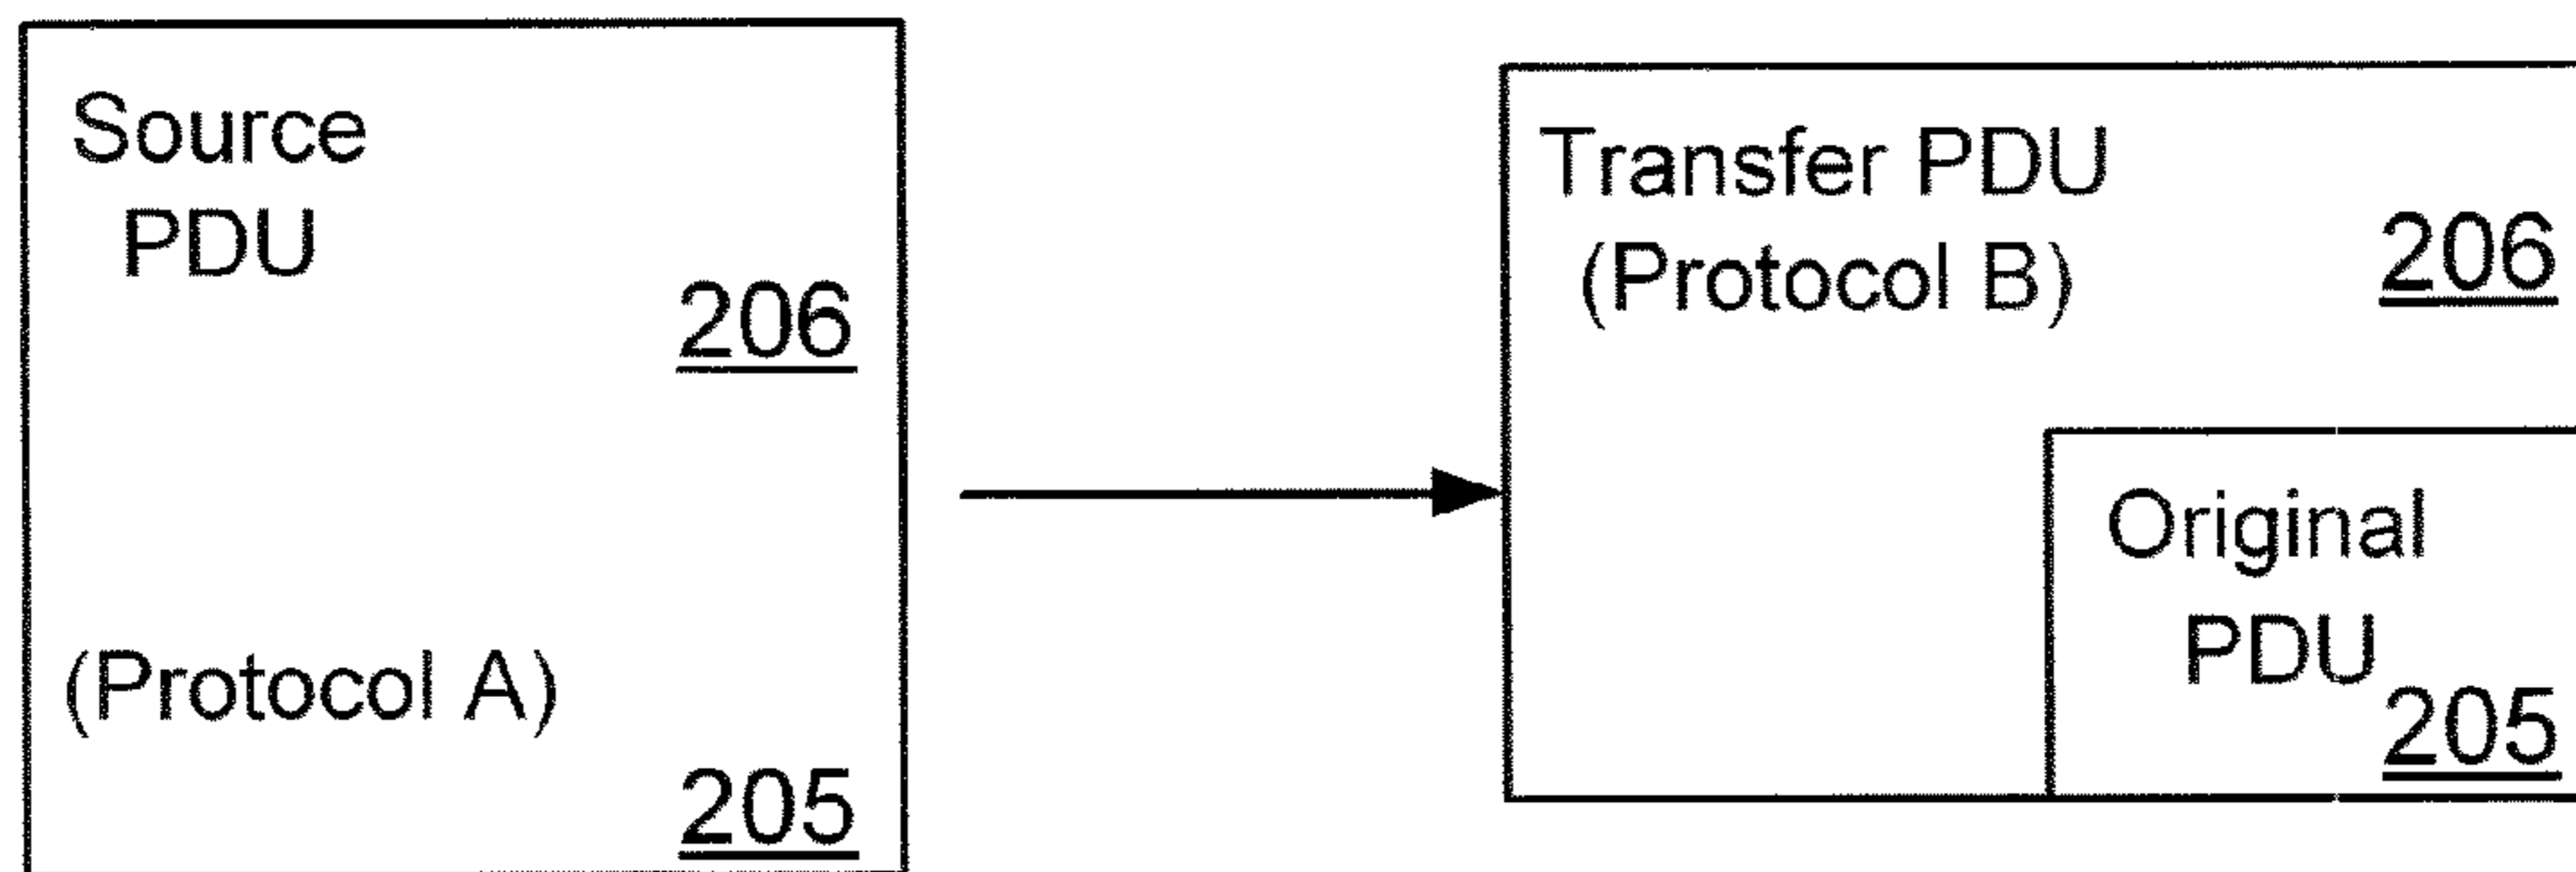 Source
PDU
206
(Protocol A)
205
Transfer PDU
(Protocol B)
206
Original
PDU
205